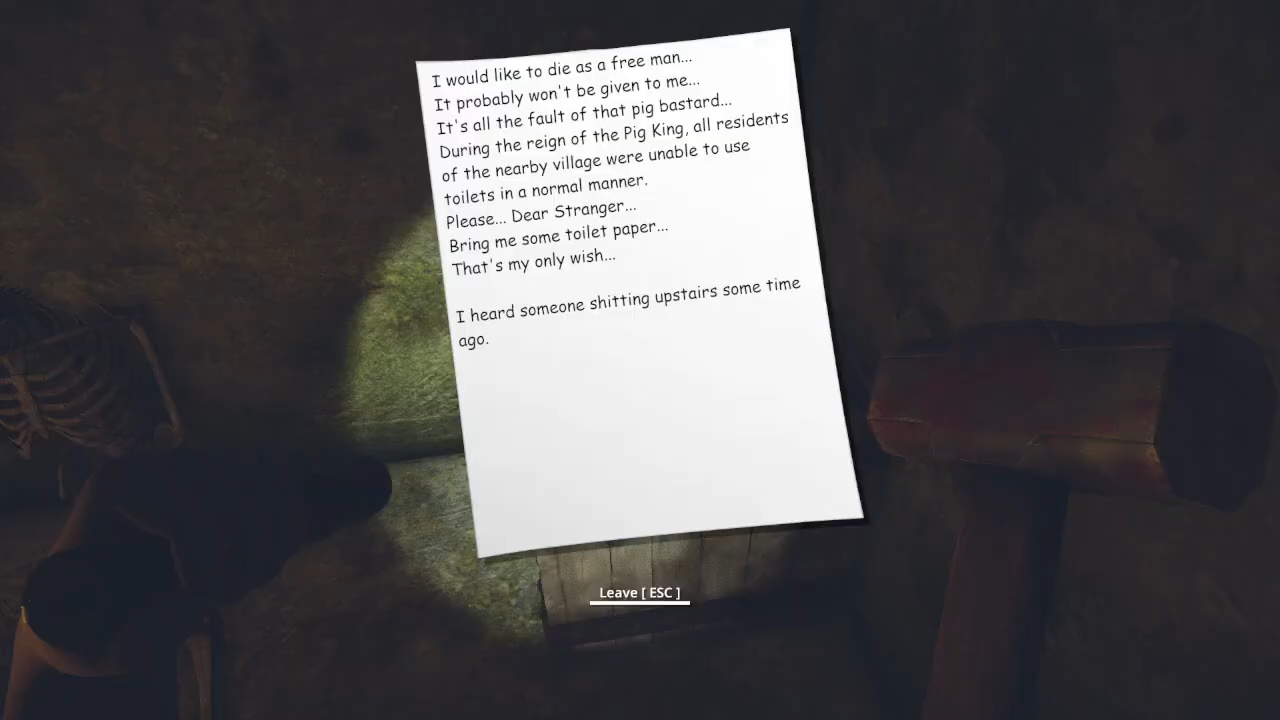 I would like to die as a free man...
It probably won't be given to me...
It's all the fault of that pig bastard...
During the reign of the Pig King, all residents
of the nearby village were unable to use
toilets in a normal manner.
Please... Dear Stranger...
Bring me some toilet paper...
That's my only wish...
I heard someone shitting upstairs some time
ago.
Leave [ ESC ]